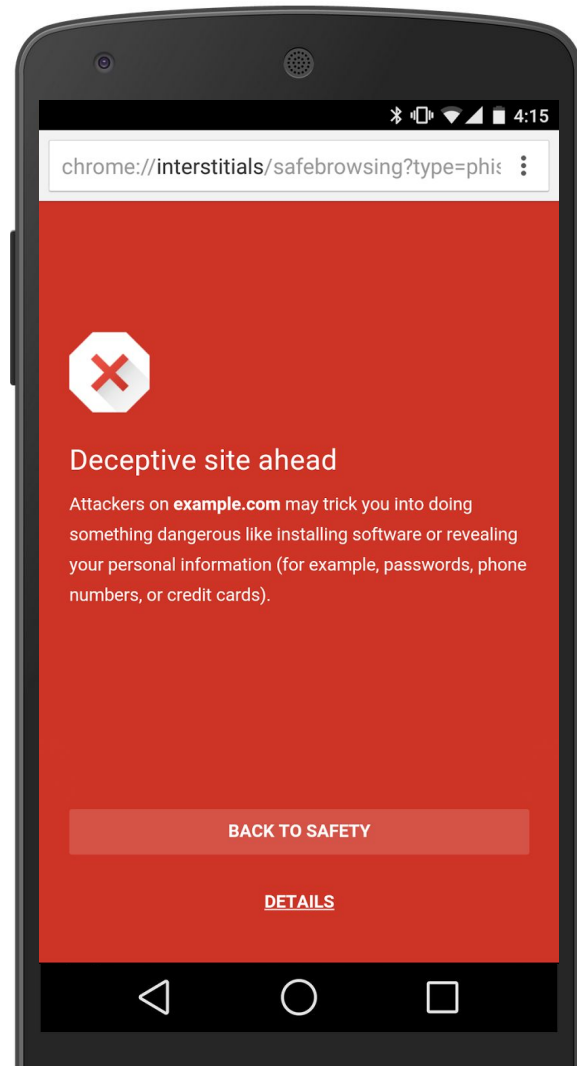 4:15
chrome://interstitials/safebrowsing?type=phis
Deceptive site ahead
Attackers on example.com may trick you into doing
something dangerous like installing software or revealing
your personal information (for example, passwords, phone
numbers, or credit cards).
BACK TO SAFETY
DETAILS